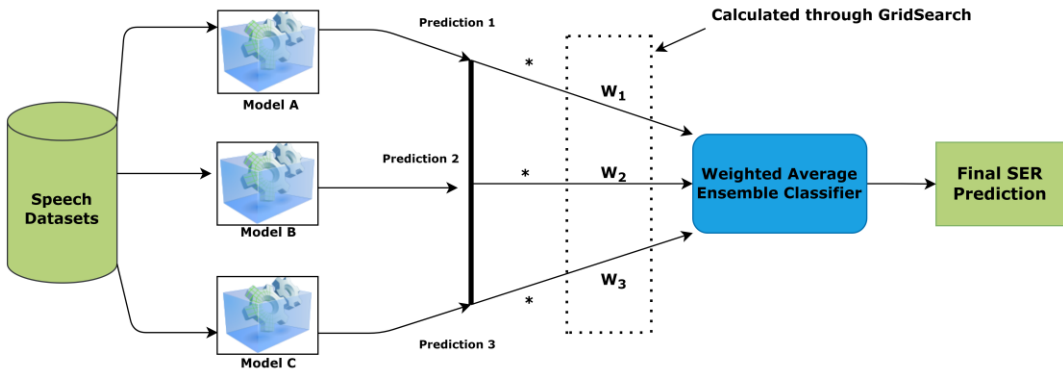 Prediction 1
Calculated through GridSearch
*
W1
Model A
Speech
Datasets
Prediction 2
*
W2
Weighted Average
Ensemble Classifier
Final SER
Prediction
Model B
W3
*
Prediction 3
Model C